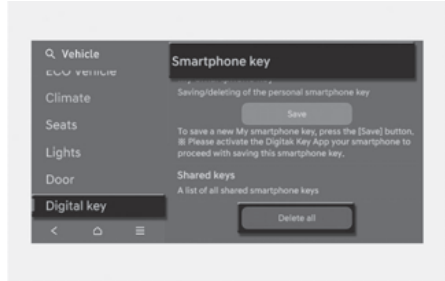 Vehicle
ECO vehicle
Climate
Seats
Lights
Door
Digital key
Smartphone key
Saving/deleting of the personal smartphone key
Save
To save a new My smartphone key, press the [Save] button.
※ Please activate the Digitak Key App your smartphone to
proceed with saving this smartphone key.
Shared keys
A list of all shared smartphone keys
Delete all